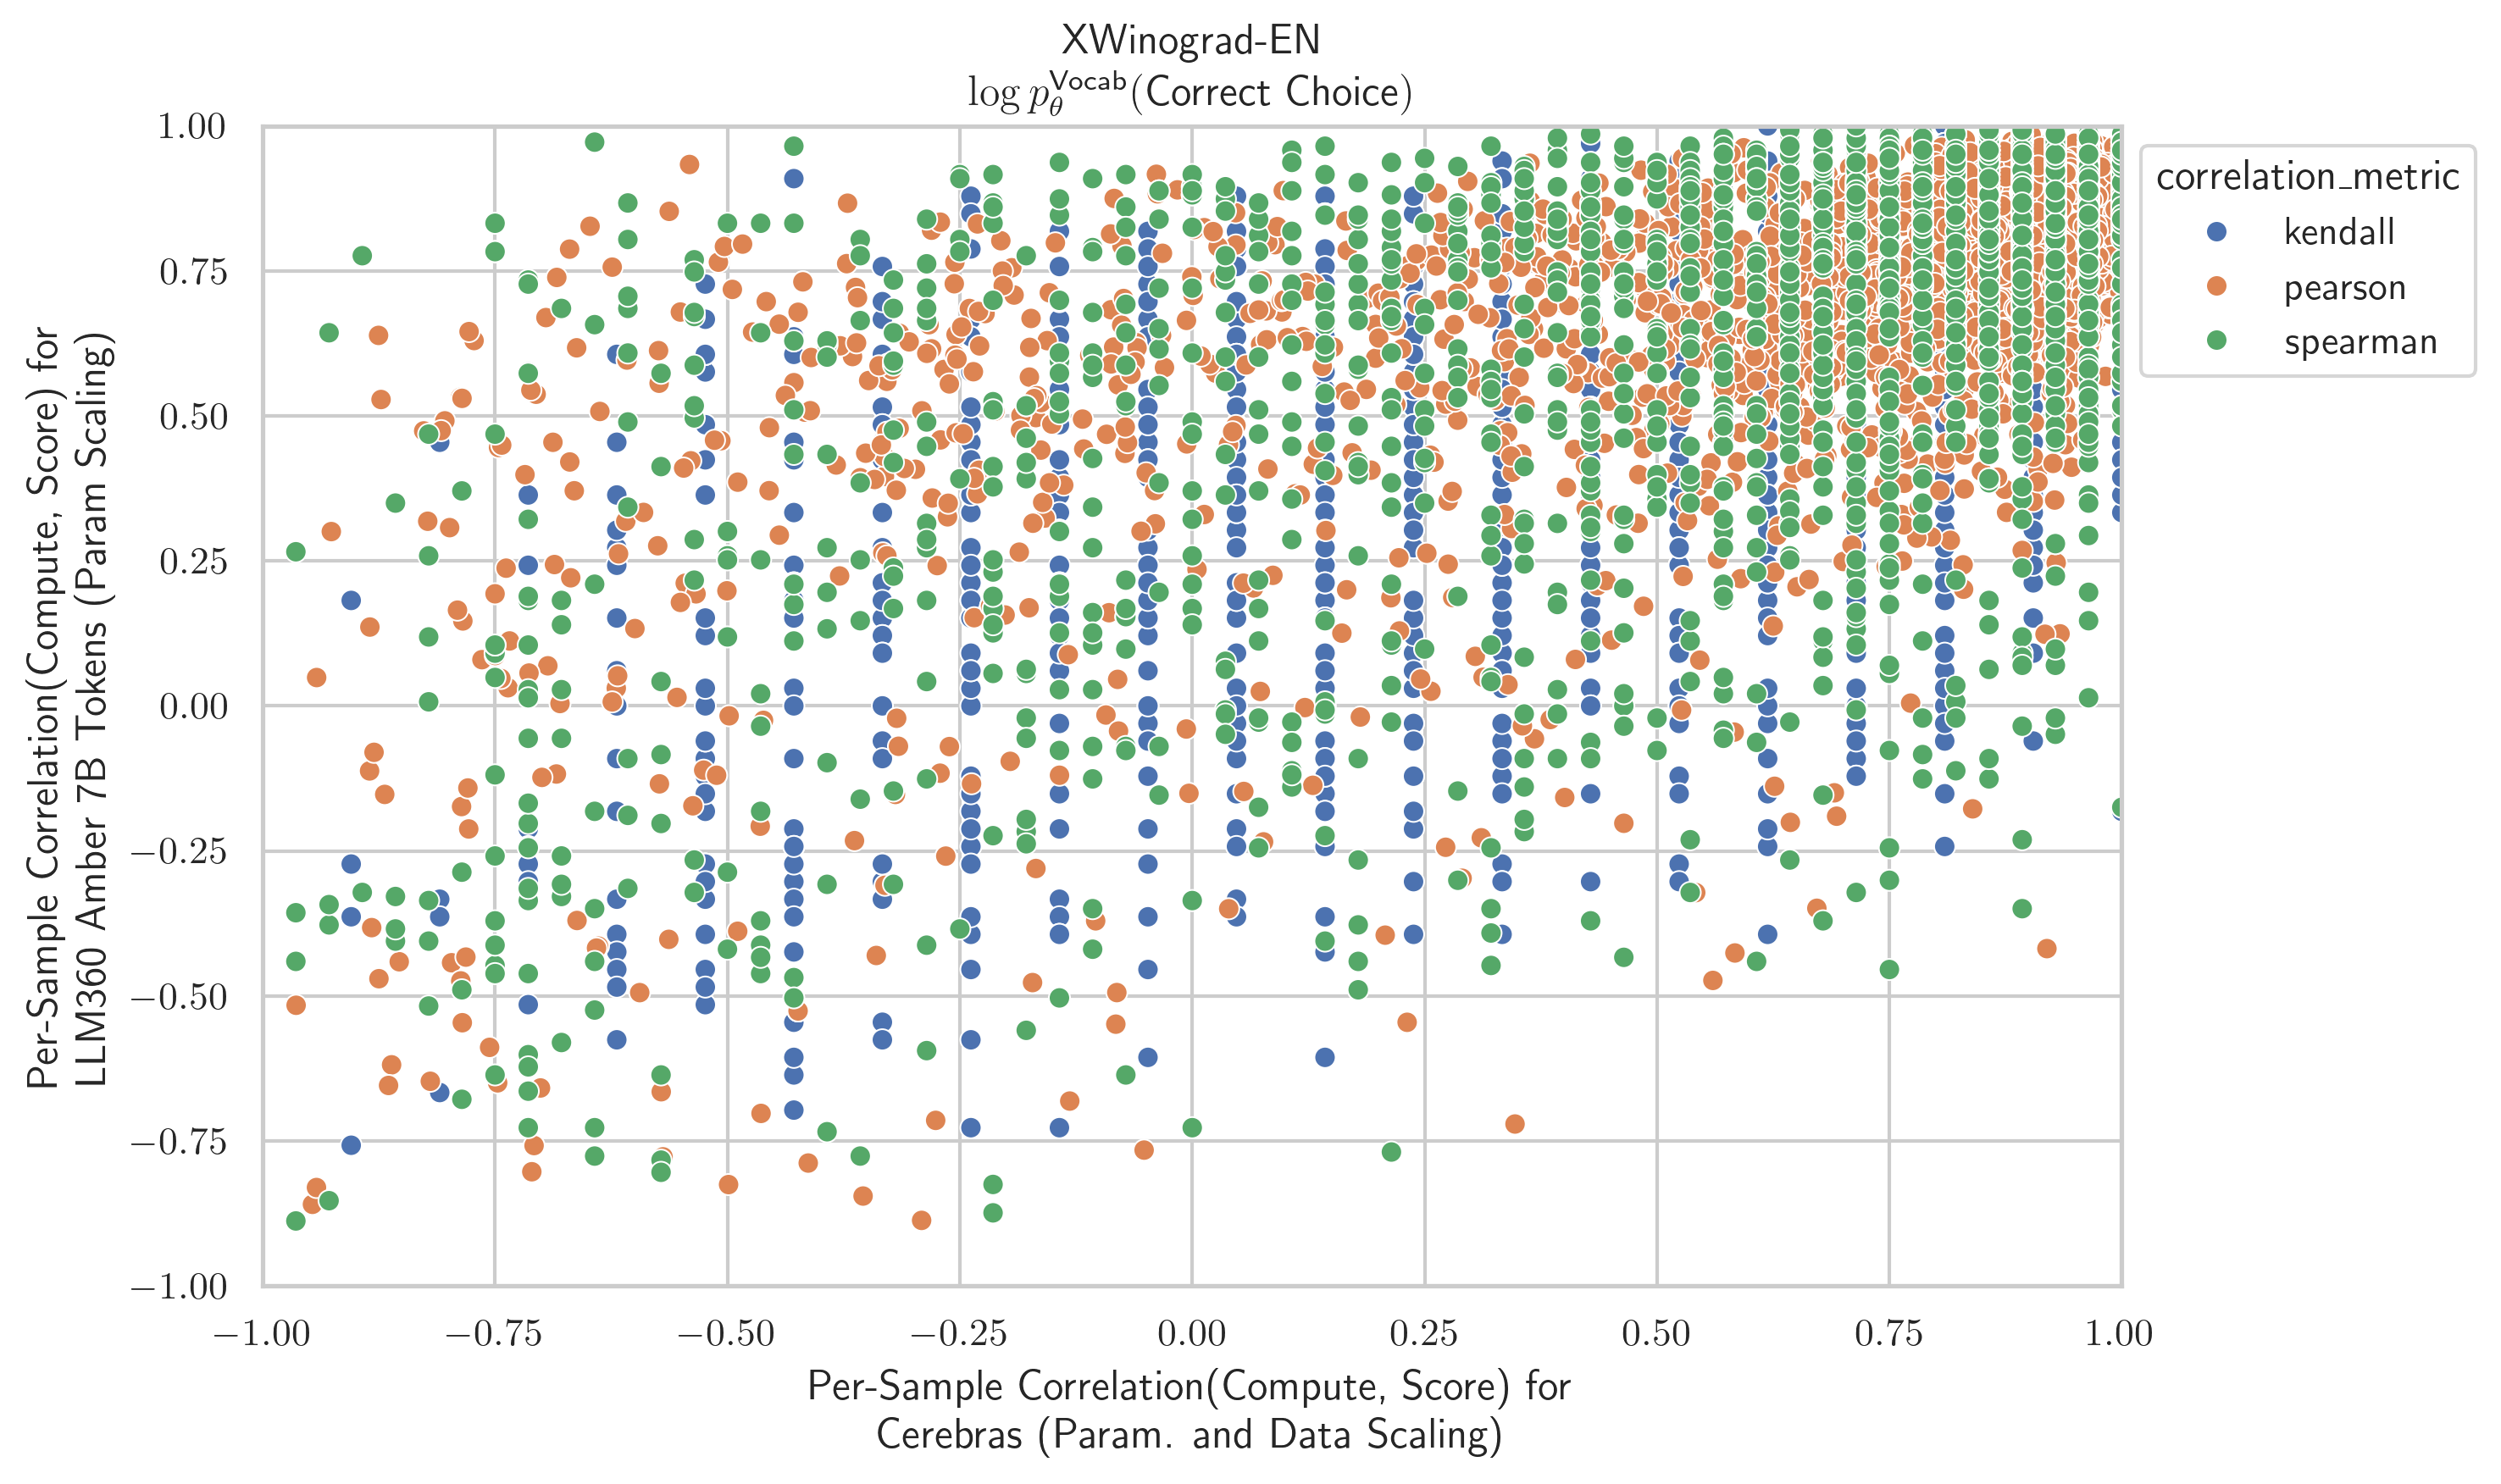 XWinograd-EN
log p_θ^Vocab(Correct Choice)
Per-Sample Correlation(Compute, Score) for
LLM360 Amber 7B Tokens (Param Scaling)
1.00
0.75
0.50
0.25
0.00
−0.25
−0.50
−0.75
−1.00
−1.00 −0.75 −0.50 −0.25 0.00 0.25 0.50 0.75 1.00
Per-Sample Correlation(Compute, Score) for
Cerebras (Param. and Data Scaling)
correlation_metric
kendall
pearson
spearman